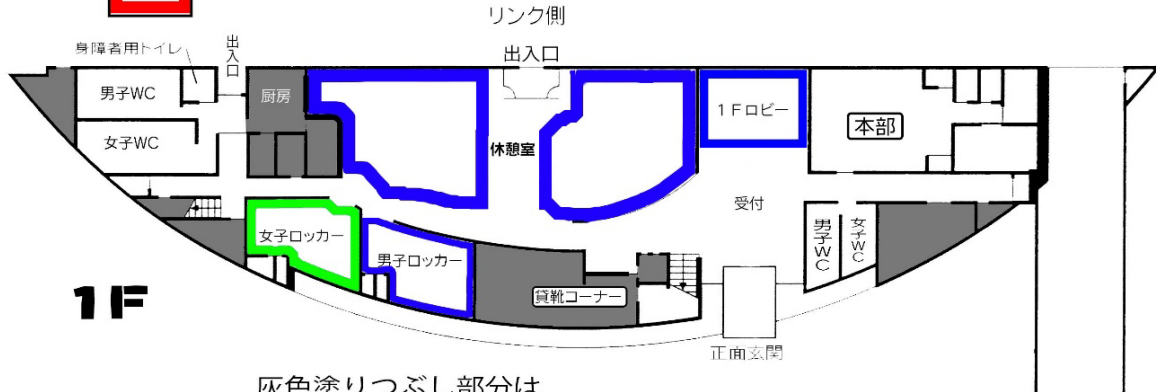 リンク側
出入口
身障者用トイレ
出入口
男子WC
厨房
1Fロビー
本部
女子WC
休憩室
受付
女子ロッカー
男子ロッカー
男子WC
女子WC
貸靴コーナー
1F
正面玄関
灰色塗りつぶし部分は